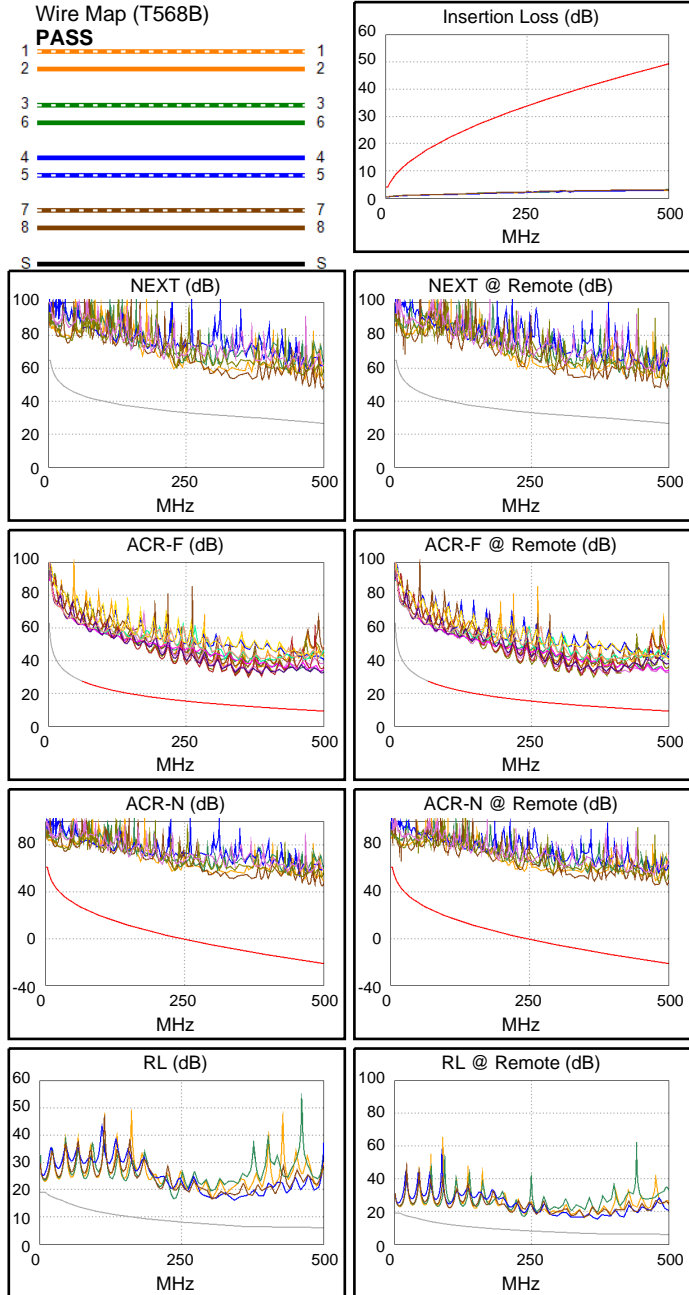 Wire Map (T568B)
PASS
1 1
2 2
3 3
6 6
4 4
5 5
7 7
8 8
S S
Insertion Loss (dB)
60
50
40
30
20
10
0
0 250 500
MHz
NEXT (dB)
100
80
60
40
20
0
0 250 500
MHz
NEXT @ Remote (dB)
100
80
60
40
20
0
0 250 500
MHz
ACR-F (dB)
100
80
60
40
20
0
0 250 500
MHz
ACR-F @ Remote (dB)
100
80
60
40
20
0
0 250 500
MHz
ACR-N (dB)
80
40
0
-40
0 250 500
MHz
ACR-N @ Remote (dB)
80
40
0
-40
0 250 500
MHz
RL (dB)
60
50
40
30
20
10
0
0 250 500
MHz
RL @ Remote (dB)
100
80
60
40
20
0
0 250 500
MHz